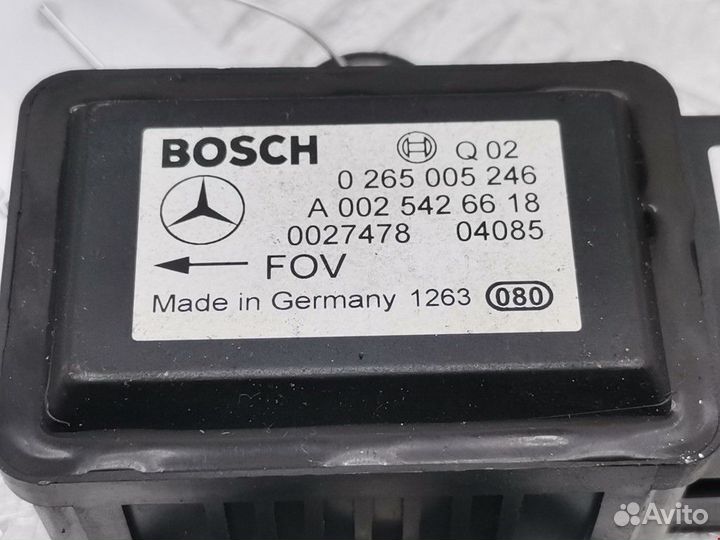 BOSCH Q 02
0 265 005 246
A 002 542 66 18
0027478 04085
FOV
Made in Germany 1263 080
Avito